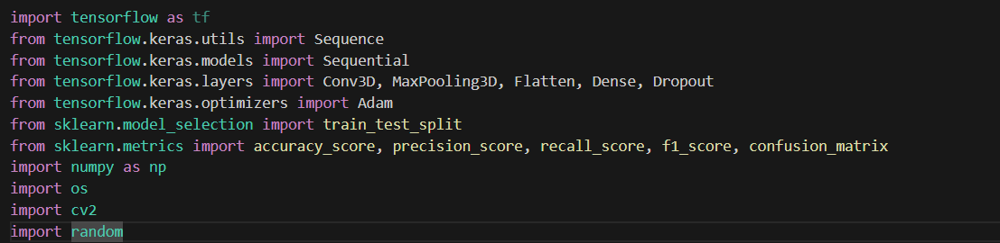 import tensorflow as tf
from tensorflow.keras.utils import Sequence
from tensorflow.keras.models import Sequential
from tensorflow.keras.layers import Conv3D, MaxPooling3D, Flatten, Dense, Dropout
from tensorflow.keras.optimizers import Adam
from sklearn.model_selection import train_test_split
from sklearn.metrics import accuracy_score, precision_score, recall_score, f1_score, confusion_matrix
import numpy as np
import os
import cv2
import random